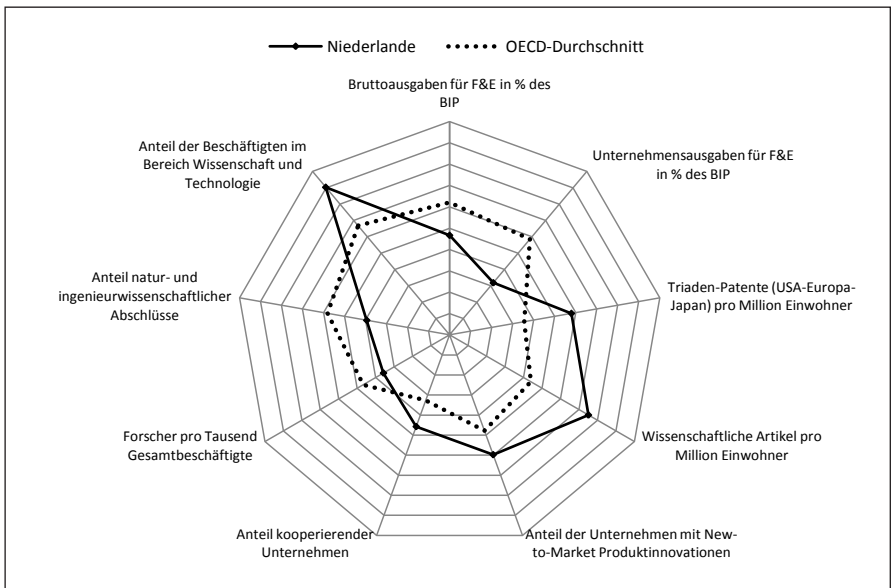 Niederlande
OECD-Durchschnitt
Bruttoausgaben für F&E in % des
BIP
Unternehmensausgaben für F&E
in % des BIP
Triaden-Patente (USA-Europa-
Japan) pro Million Einwohner
Wissenschaftliche Artikel pro
Million Einwohner
Anteil der Unternehmen mit New-
to-Market Produktinnovationen
Anteil kooperierender
Unternehmen
Forscher pro Tausend
Gesamtbeschäftigte
Anteil natur- und
ingenieurwissenschaftlicher
Abschlüsse
Anteil der Beschäftigten im
Bereich Wissenschaft und
Technologie